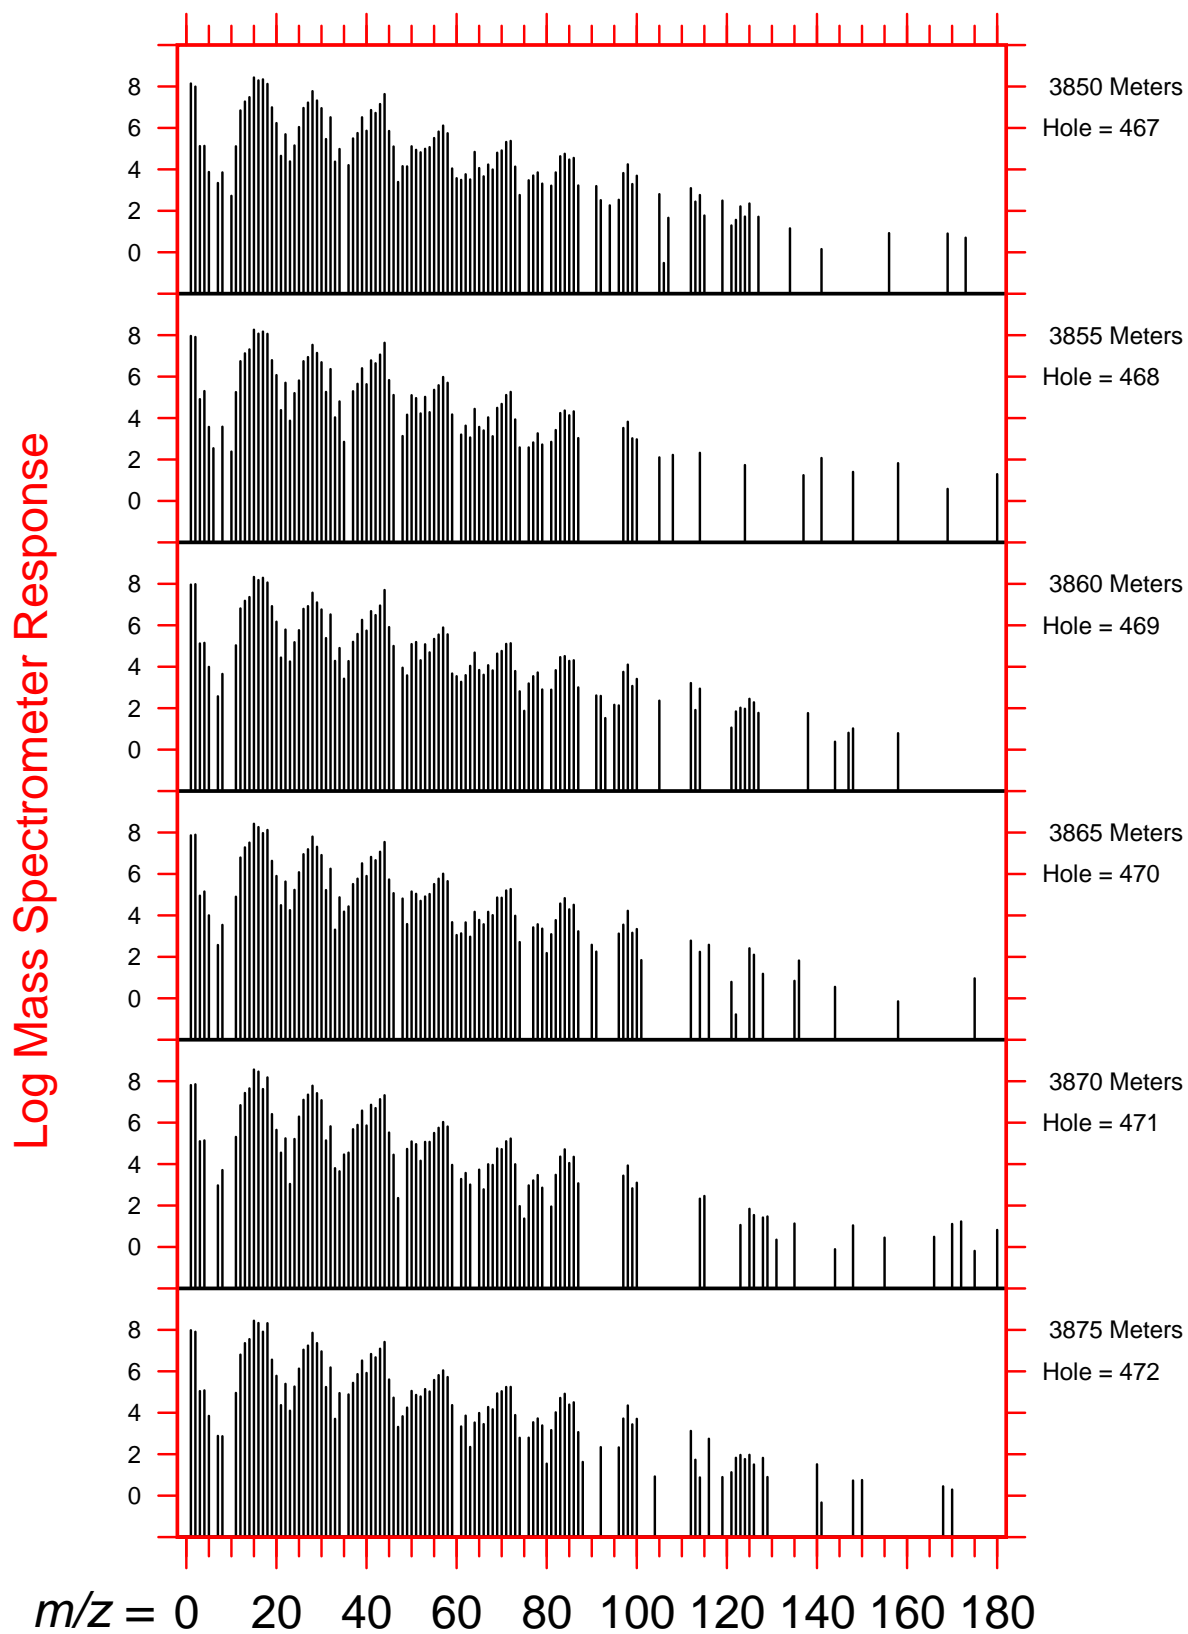 8
6
4
2
0
3850 Meters
Hole = 467
8
6
4
2
0
3855 Meters
Hole = 468
8
6
4
2
0
3860 Meters
Hole = 469
8
6
4
2
0
3865 Meters
Hole = 470
8
6
4
2
0
3870 Meters
Hole = 471
8
6
4
2
0
3875 Meters
Hole = 472
Log Mass Spectrometer Response
m/z = 0 20 40 60 80 100 120 140 160 180